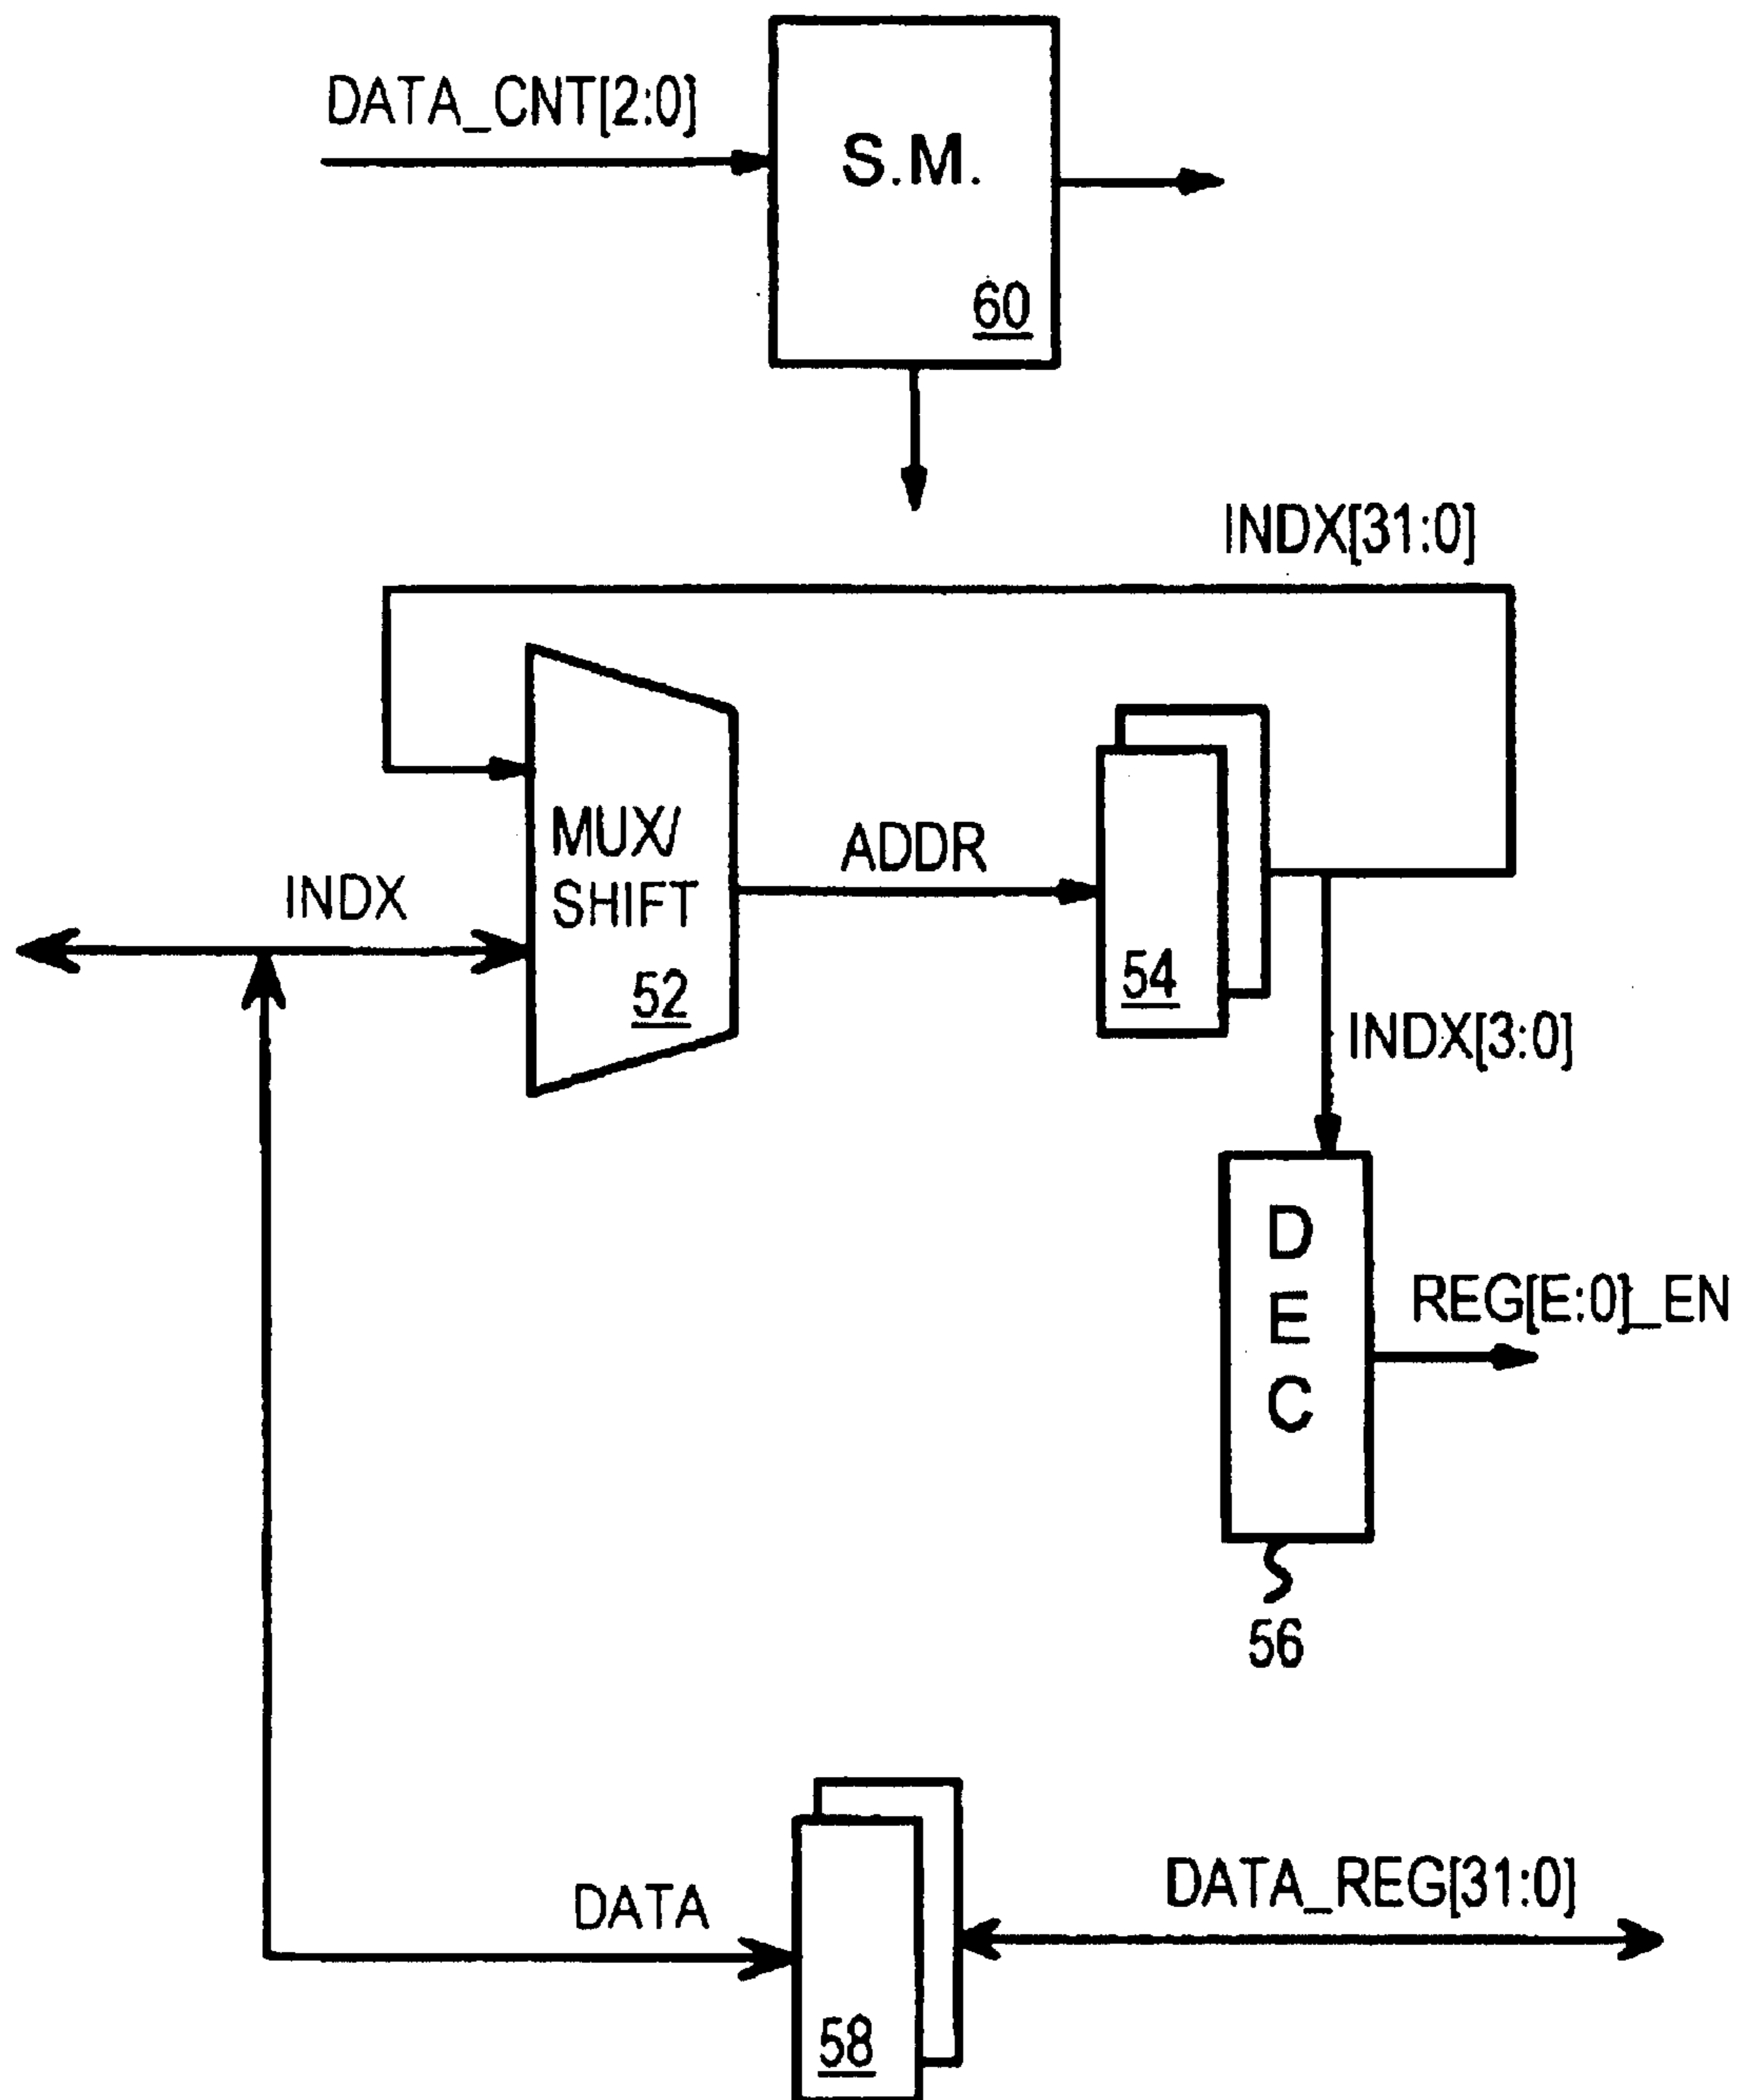 DATA_CNT[2:0]
S.M.
60
INDX[31:0]
MUX/
SHIFT
52
INDX
ADDR
54
INDX[3:0]
D
E
C
REG[E:0]_EN
56
DATA
58
DATA_REG[31:0]